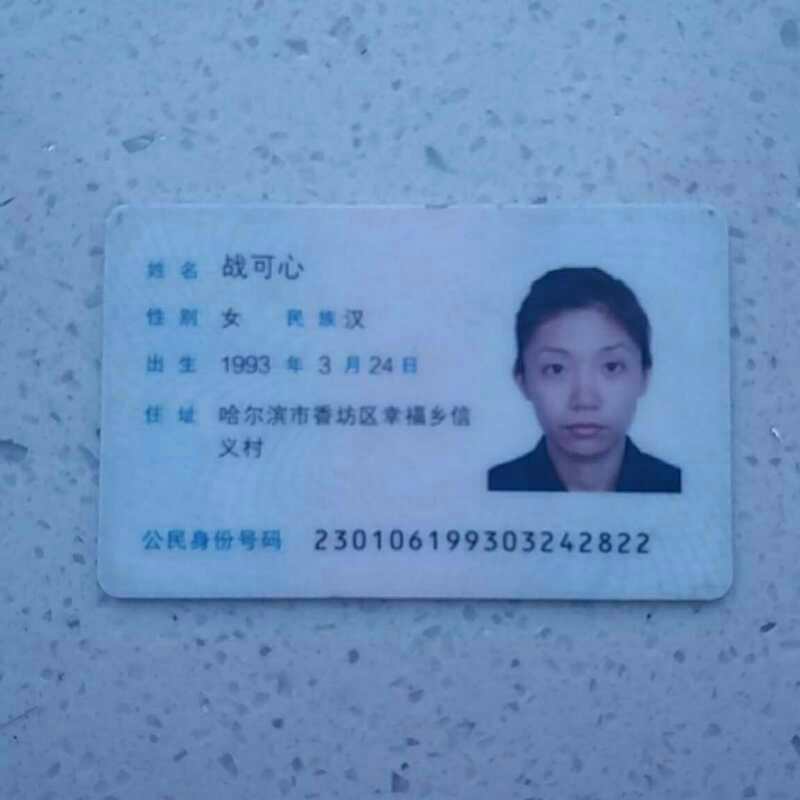 姓名 战可心
性别 女 民族 汉
出生 1993 年 3 月 24 日
住址 哈尔滨市香坊区幸福乡信
义村
公民身份号码 230106199303242822